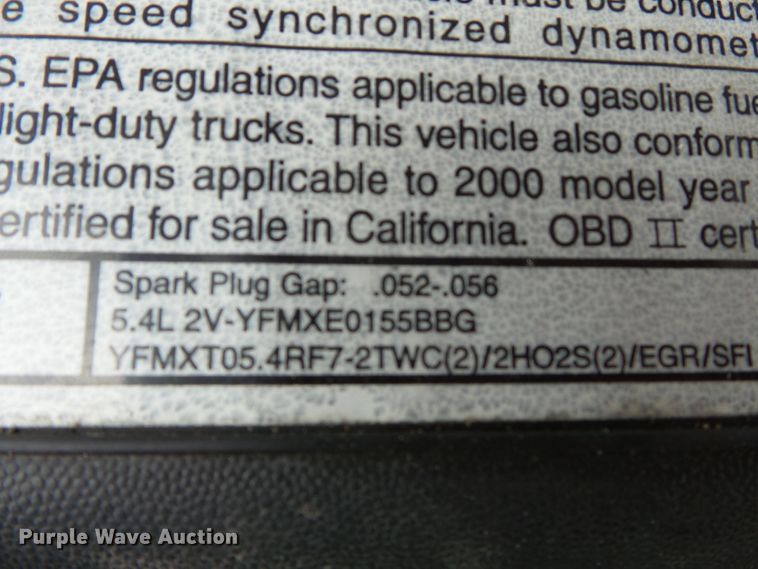 e speed synchronized dynamomet
S. EPA regulations applicable to gasoline fue
light-duty trucks. This vehicle also conform
gulations applicable to 2000 model year
ertified for sale in California. OBD II cert
Spark Plug Gap: .052-.056
5.4L 2V-YFMXE0155BBG
YFMXT05.4RF7-2TWC(2)/2HO2S(2)/EGR/SFI
Purple Wave Auction